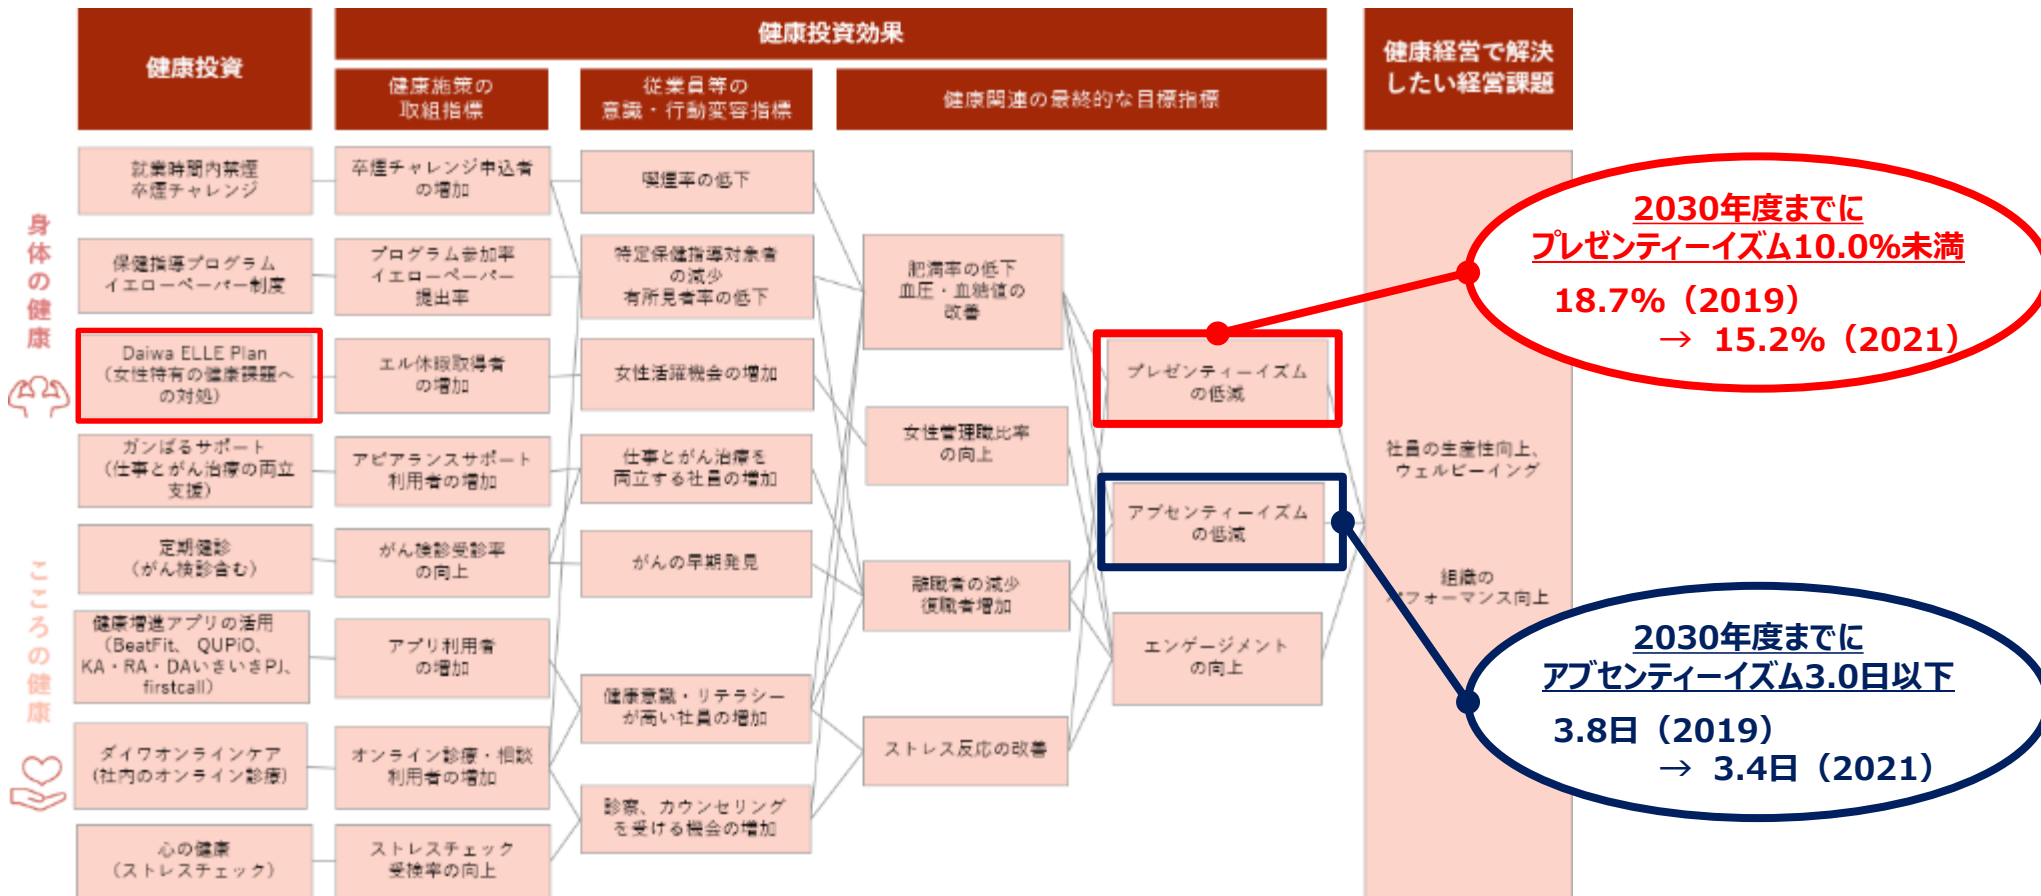 健康投資
健康投資効果
健康経営で解決
したい経営課題
健康施策の
取組指標
従業員等の
意識・行動変容指標
健康関連の最終的な目標指標
身体の健康
こころの健康
就業時間内禁煙
卒煙チャレンジ
保健指導プログラム
イエローペーパー制度
Daiwa ELLE Plan
（女性特有の健康課題へ
の対処）
ガンばるサポート
（仕事とがん治療の両立
支援）
定期健診
（がん検診含む）
健康増進アプリの活用
（BeatFit、 QUPiO、
KA・RA・DAいきいきPJ、
firstcall）
ダイワオンラインケア
（社内のオンライン診療）
心の健康
（ストレスチェック）
卒煙チャレンジ申込者
の増加
プログラム参加率
イエローペーパー
提出率
エル休暇取得者
の増加
アピアランスサポート
利用者の増加
がん検診受診率
の向上
アプリ利用者
の増加
オンライン診療・相談
利用者の増加
ストレスチェック
受検率の向上
喫煙率の低下
特定保健指導対象者
の減少
有所見者率の低下
女性活躍機会の増加
仕事とがん治療を
両立する社員の増加
がんの早期発見
健康意識・リテラシー
が高い社員の増加
診察、カウンセリング
を受ける機会の増加
肥満率の低下
血圧・血糖値の
改善
女性管理職比率
の向上
離職者の減少
復職者増加
ストレス反応の改善
プレゼンティーイズム
の低減
アブセンティーイズム
の低減
エンゲージメント
の向上
社員の生産性向上、
ウェルビーイング
組織の
パフォーマンス向上
2030年度までに
プレゼンティーイズム10.0%未満
18.7%（2019）
→ 15.2%（2021）
2030年度までに
アブセンティーイズム3.0日以下
3.8日（2019）
→ 3.4日（2021）